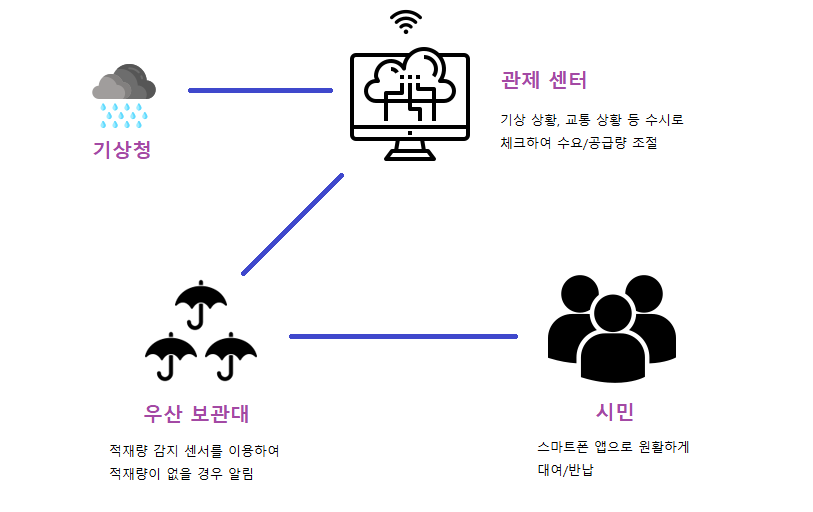 관제 센터
기상 상황, 교통 상황 등 수시로
체크하여 수요/공급량 조절
기상청
우산 보관대
적재량 감지 센서를 이용하여
적재량이 없을 경우 알림
시민
스마트폰 앱으로 원활하게
대여/반납